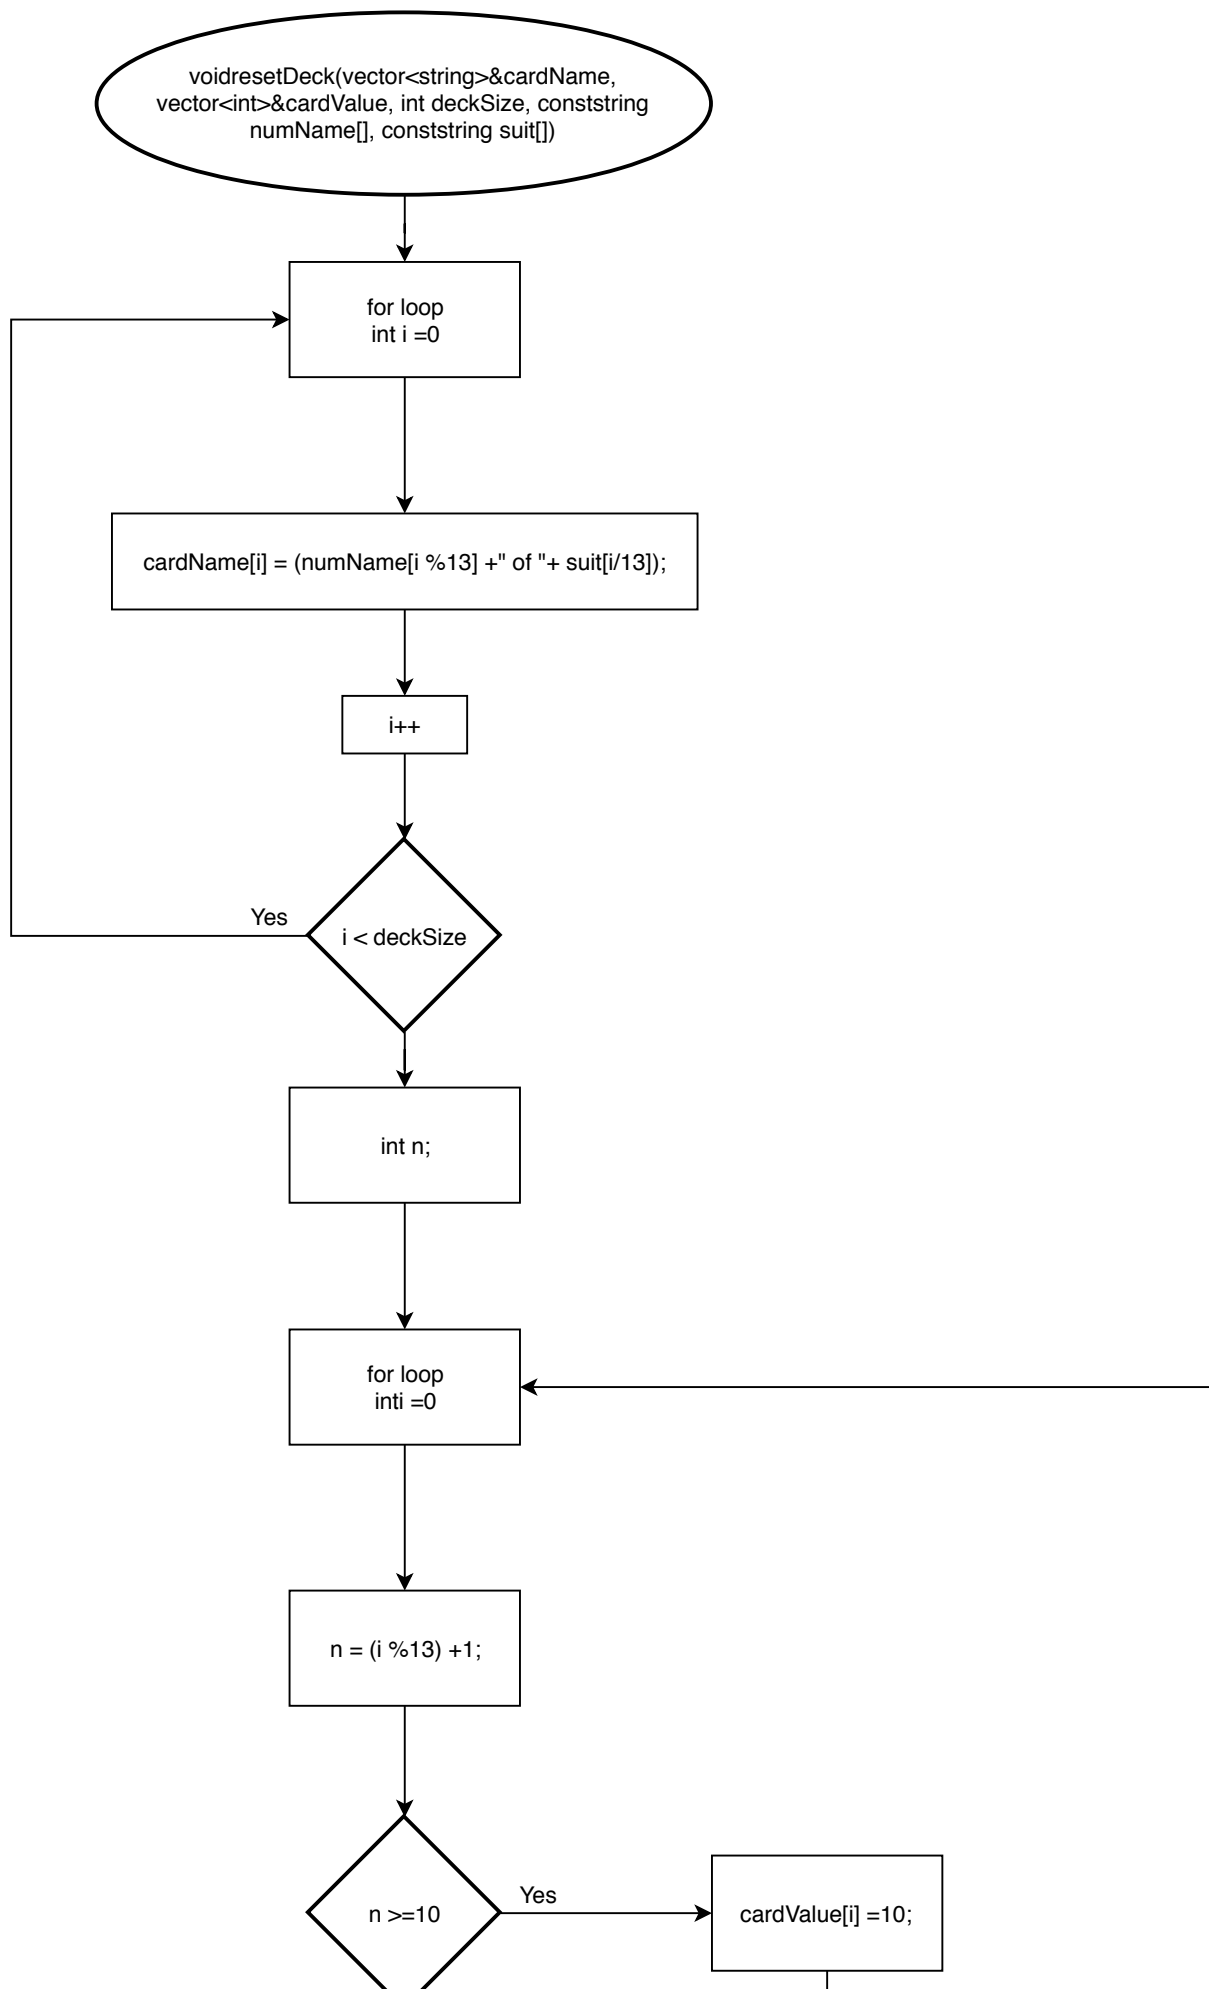 voidresetDeck(vector<string>&cardName,
vector<int>&cardValue, int deckSize, conststring
numName[], conststring suit[])
for loop
int i =0
cardName[i] = (numName[i %13] +" of "+ suit[i/13]);
i++
Yes
i < deckSize
int n;
for loop
inti =0
n = (i %13) +1;
n >=10
Yes
cardValue[i] =10;